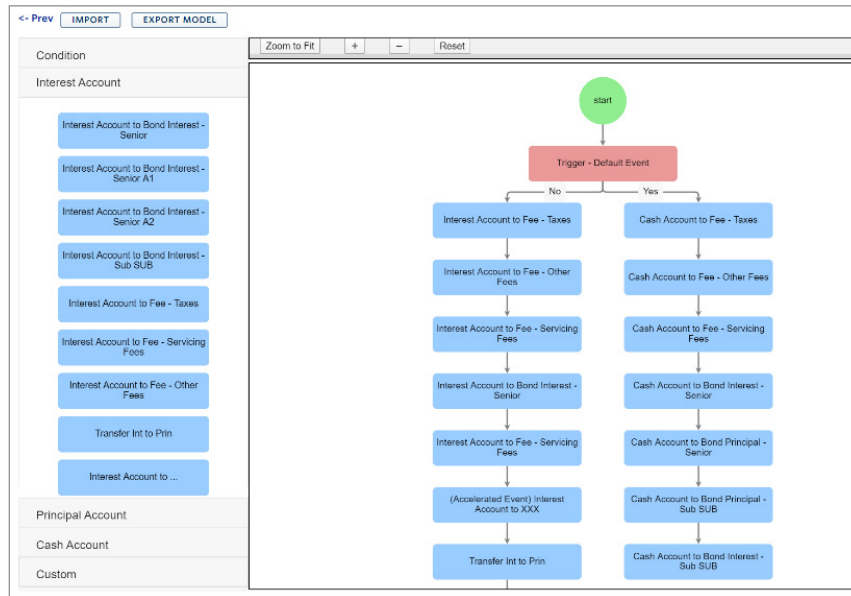 <- Prev IMPORT EXPORT MODEL
Condition
Interest Account
Interest Account to Bond Interest -
Senior
Interest Account to Bond Interest -
Senior A1
Interest Account to Bond Interest -
Senior A2
Interest Account to Bond Interest -
Sub SUB
Interest Account to Fee - Taxes
Interest Account to Fee - Servicing
Fees
Interest Account to Fee - Other
Fees
Transfer Int to Prin
Interest Account to ...
Principal Account
Cash Account
Custom
Zoom to Fit + − Reset
start
Trigger - Default Event
No Yes
Interest Account to Fee - Taxes
Interest Account to Fee - Other
Fees
Interest Account to Fee - Servicing
Fees
Interest Account to Bond Interest -
Senior
Interest Account to Fee - Servicing
Fees
(Accelerated Event) Interest
Account to XXX
Transfer Int to Prin
Cash Account to Fee - Taxes
Cash Account to Fee - Other Fees
Cash Account to Fee - Servicing
Fees
Cash Account to Bond Interest -
Senior
Cash Account to Bond Principal -
Senior
Cash Account to Bond Principal -
Sub SUB
Cash Account to Bond Interest -
Sub SUB